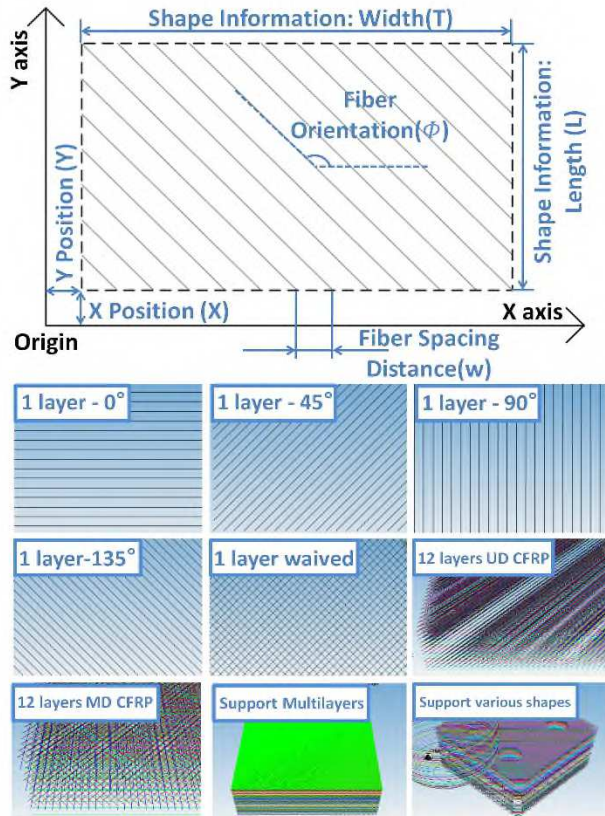 Shape Information: Width(T)
Y axis
Fiber
Orientation(Φ)
Shape Information:
Length (L)
Y Position (Y)
X Position (X)
X axis
Origin
Fiber Spacing
Distance(w)
1 layer - 0°
1 layer - 45°
1 layer - 90°
1 layer-135°
1 layer waived
12 layers UD CFRP
12 layers MD CFRP
Support Multilayers
Support various shapes